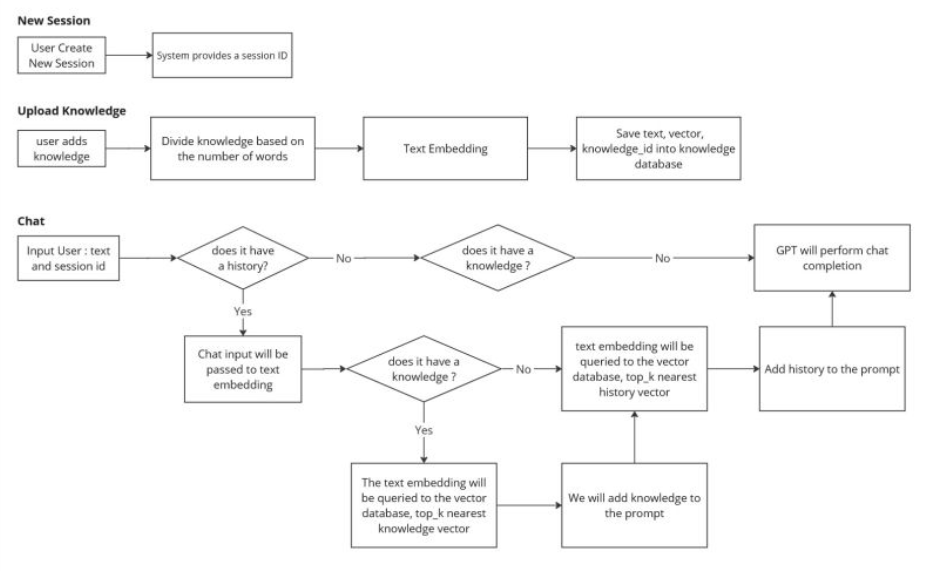 New Session
User Create
New Session
System provides a session ID
Upload Knowledge
user adds
knowledge
Divide knowledge based on
the number of words
Text Embedding
Save text, vector,
knowledge_id into knowledge
database
Chat
Input User : text
and session id
does it have
a history?
No
does it have a
knowledge ?
No
GPT will perform chat
completion
Yes
Chat input will be
passed to text
embedding
does it have a
knowledge ?
No
text embedding will be
queried to the vector
database, top_k nearest
history vector
Add history to the prompt
Yes
The text embedding will
be queried to the vector
database, top_k nearest
knowledge vector
We will add knowledge to
the prompt